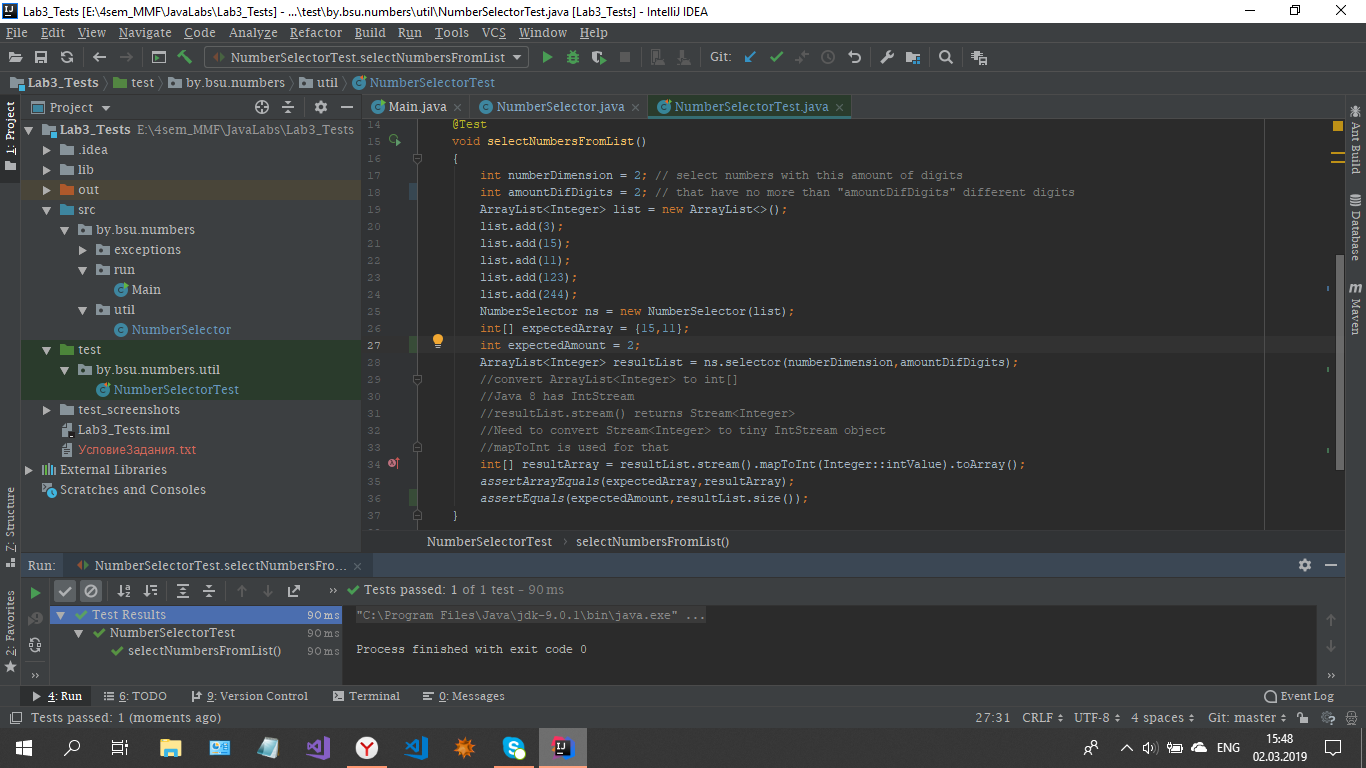 Lab3_Tests [E:\4sem_MMF\JavaLabs\Lab3_Tests] - ...\test\by.bsu.numbers\util\NumberSelectorTest.java [Lab3_Tests] - IntelliJ IDEA
File Edit View Navigate Code Analyze Refactor Build Run Tools VCS Window Help
NumberSelectorTest.selectNumbersFromList Git:
Lab3_Tests test by.bsu.numbers util NumberSelectorTest
1: Project
Z: Structure
2: Favorites
Project
Lab3_Tests E:\4sem_MMF\JavaLabs\Lab3_Tests
.idea
lib
out
src
by.bsu.numbers
exceptions
run
Main
util
NumberSelector
test
by.bsu.numbers.util
NumberSelectorTest
test_screenshots
Lab3_Tests.iml
УсловиеЗадания.txt
External Libraries
Scratches and Consoles
Main.java NumberSelector.java NumberSelectorTest.java
14 @Test
15 void selectNumbersFromList()
16 {
17 int numberDimension = 2; // select numbers with this amount of digits
18 int amountDifDigits = 2; // that have no more than "amountDifDigits" different digits
19 ArrayList<Integer> list = new ArrayList<>();
20 list.add(3);
21 list.add(15);
22 list.add(11);
23 list.add(123);
24 list.add(244);
25 NumberSelector ns = new NumberSelector(list);
26 int[] expectedArray = {15,11};
27 int expectedAmount = 2;
28 ArrayList<Integer> resultList = ns.selector(numberDimension,amountDifDigits);
29 //convert ArrayList<Integer> to int[]
30 //Java 8 has IntStream
31 //resultList.stream() returns Stream<Integer>
32 //Need to convert Stream<Integer> to tiny IntStream object
33 //mapToInt is used for that
34 int[] resultArray = resultList.stream().mapToInt(Integer::intValue).toArray();
35 assertArrayEquals(expectedArray,resultArray);
36 assertEquals(expectedAmount,resultList.size());
37 }
NumberSelectorTest selectNumbersFromList()
Ant Build
Database
Maven
Run: NumberSelectorTest.selectNumbersFro...
Tests passed: 1 of 1 test – 90 ms
Test Results 90 ms
NumberSelectorTest 90 ms
selectNumbersFromList() 90 ms
"C:\Program Files\Java\jdk-9.0.1\bin\java.exe" ...
Process finished with exit code 0
4: Run 6: TODO 9: Version Control Terminal 0: Messages Event Log
Tests passed: 1 (moments ago) 27:31 CRLF UTF-8 4 spaces Git: master
ENG 15:48
02.03.2019